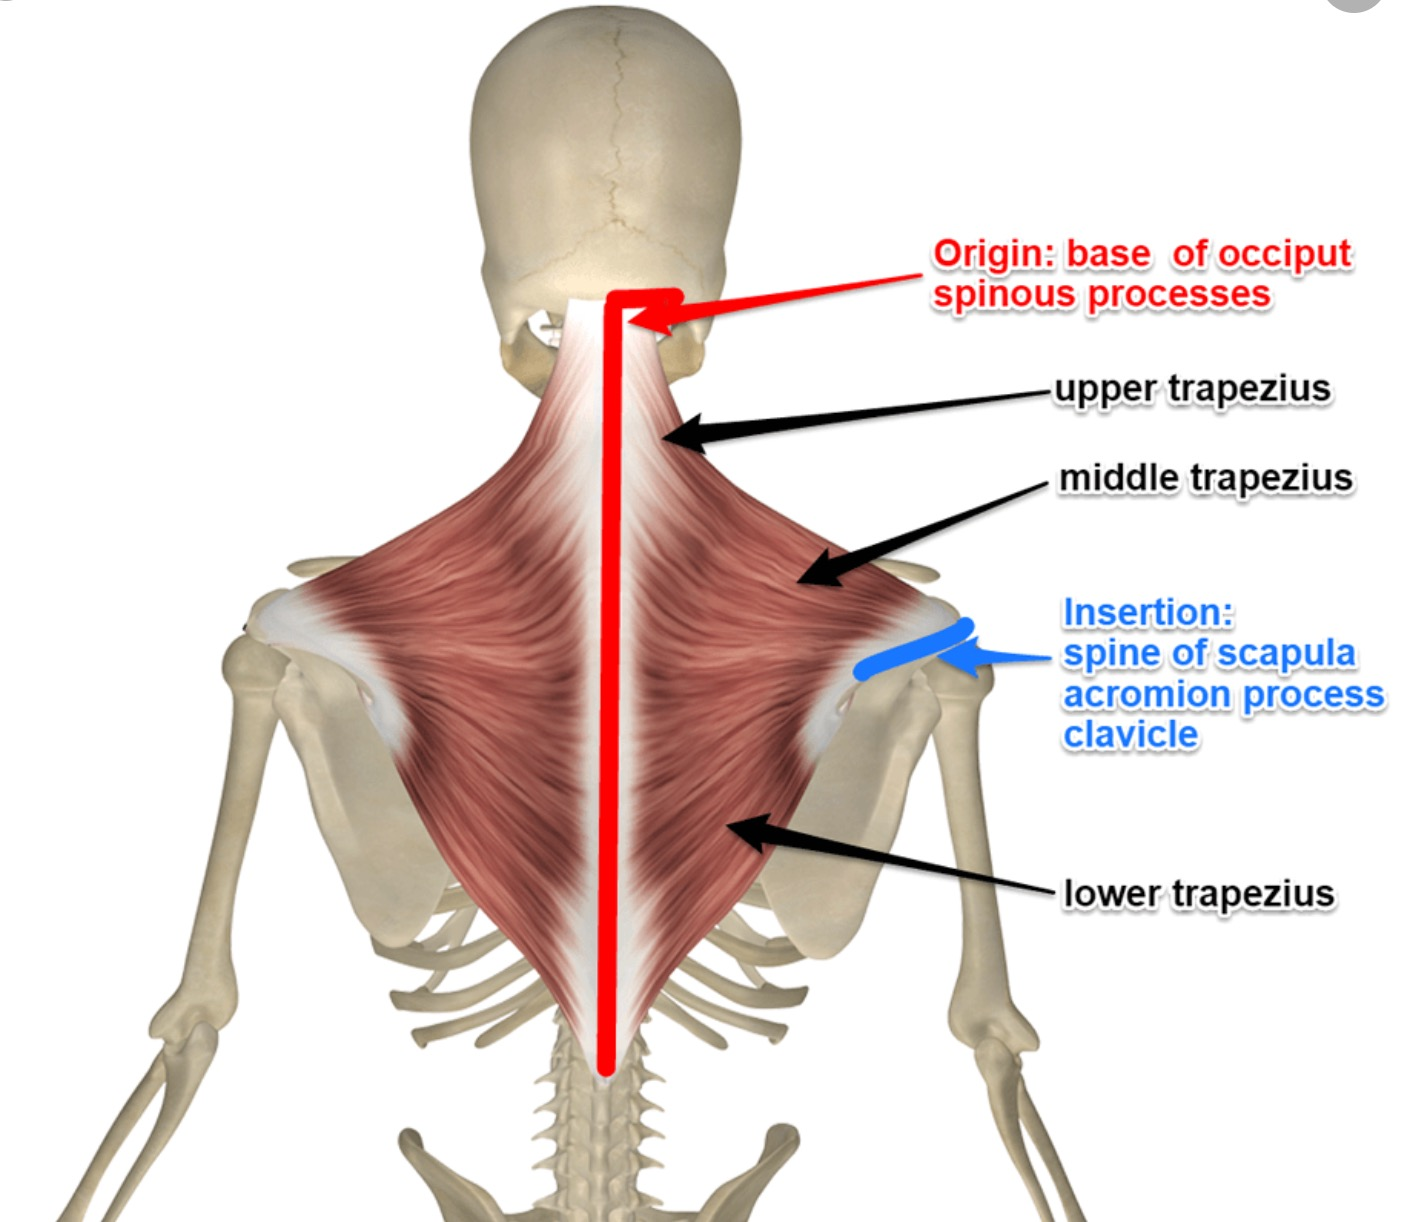 Origin: base of occiput
spinous processes
upper trapezius
middle trapezius
Insertion:
spine of scapula
acromion process
clavicle
lower trapezius